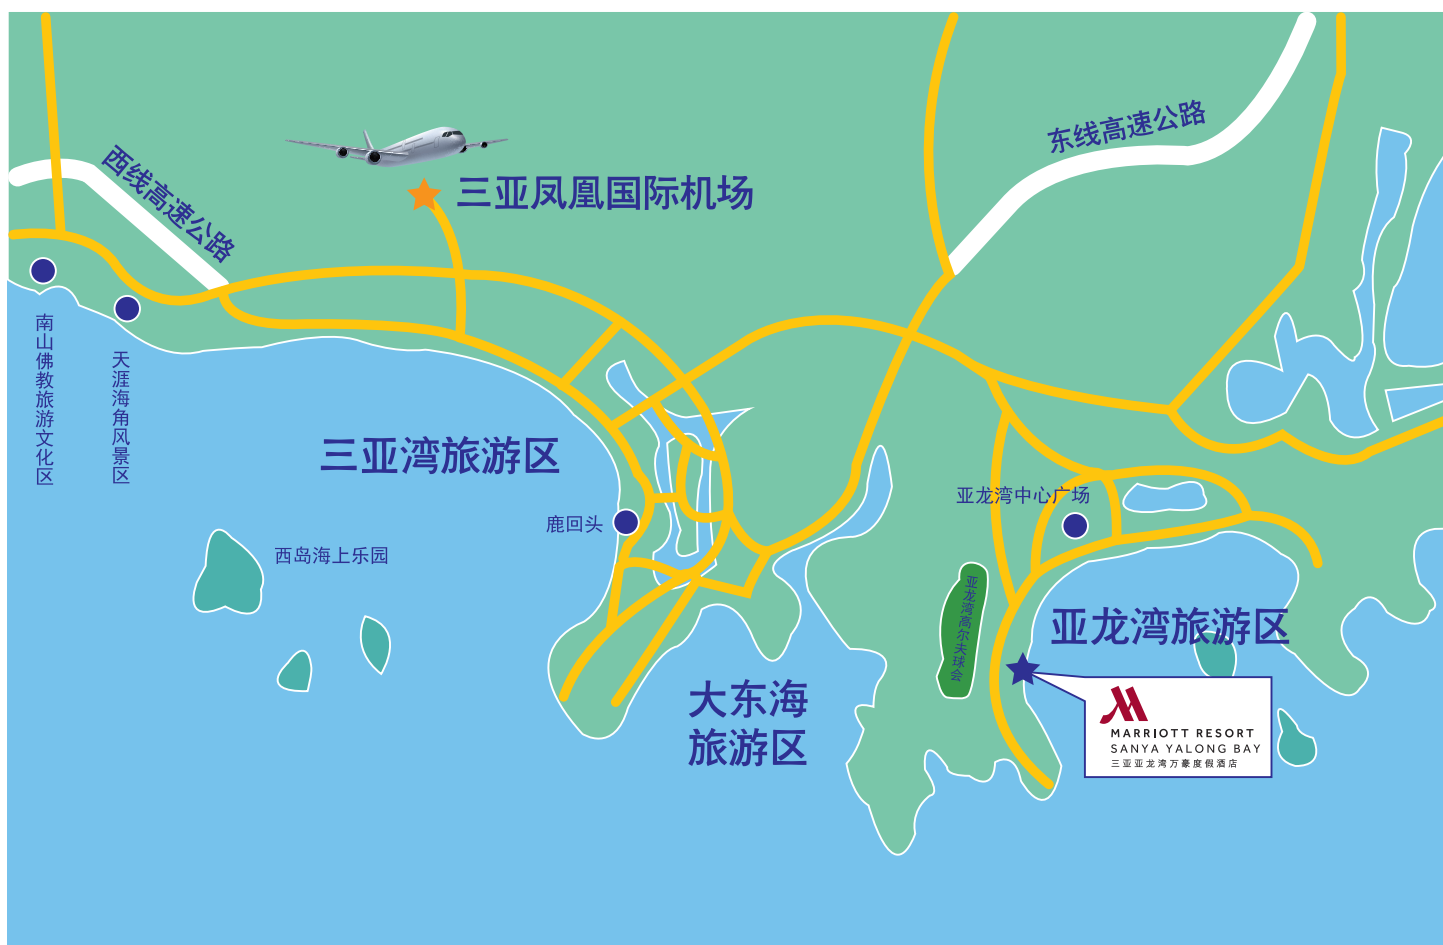 东线高速公路
西线高速公路
三亚凤凰国际机场
南山佛教旅游文化区
天涯海角风景区
三亚湾旅游区
鹿回头
西岛海上乐园
亚龙湾中心广场
亚龙湾高尔夫球会
亚龙湾旅游区
大东海
旅游区
MARRIOTT RESORT
SANYA YALONG BAY
三亚亚龙湾万豪度假酒店